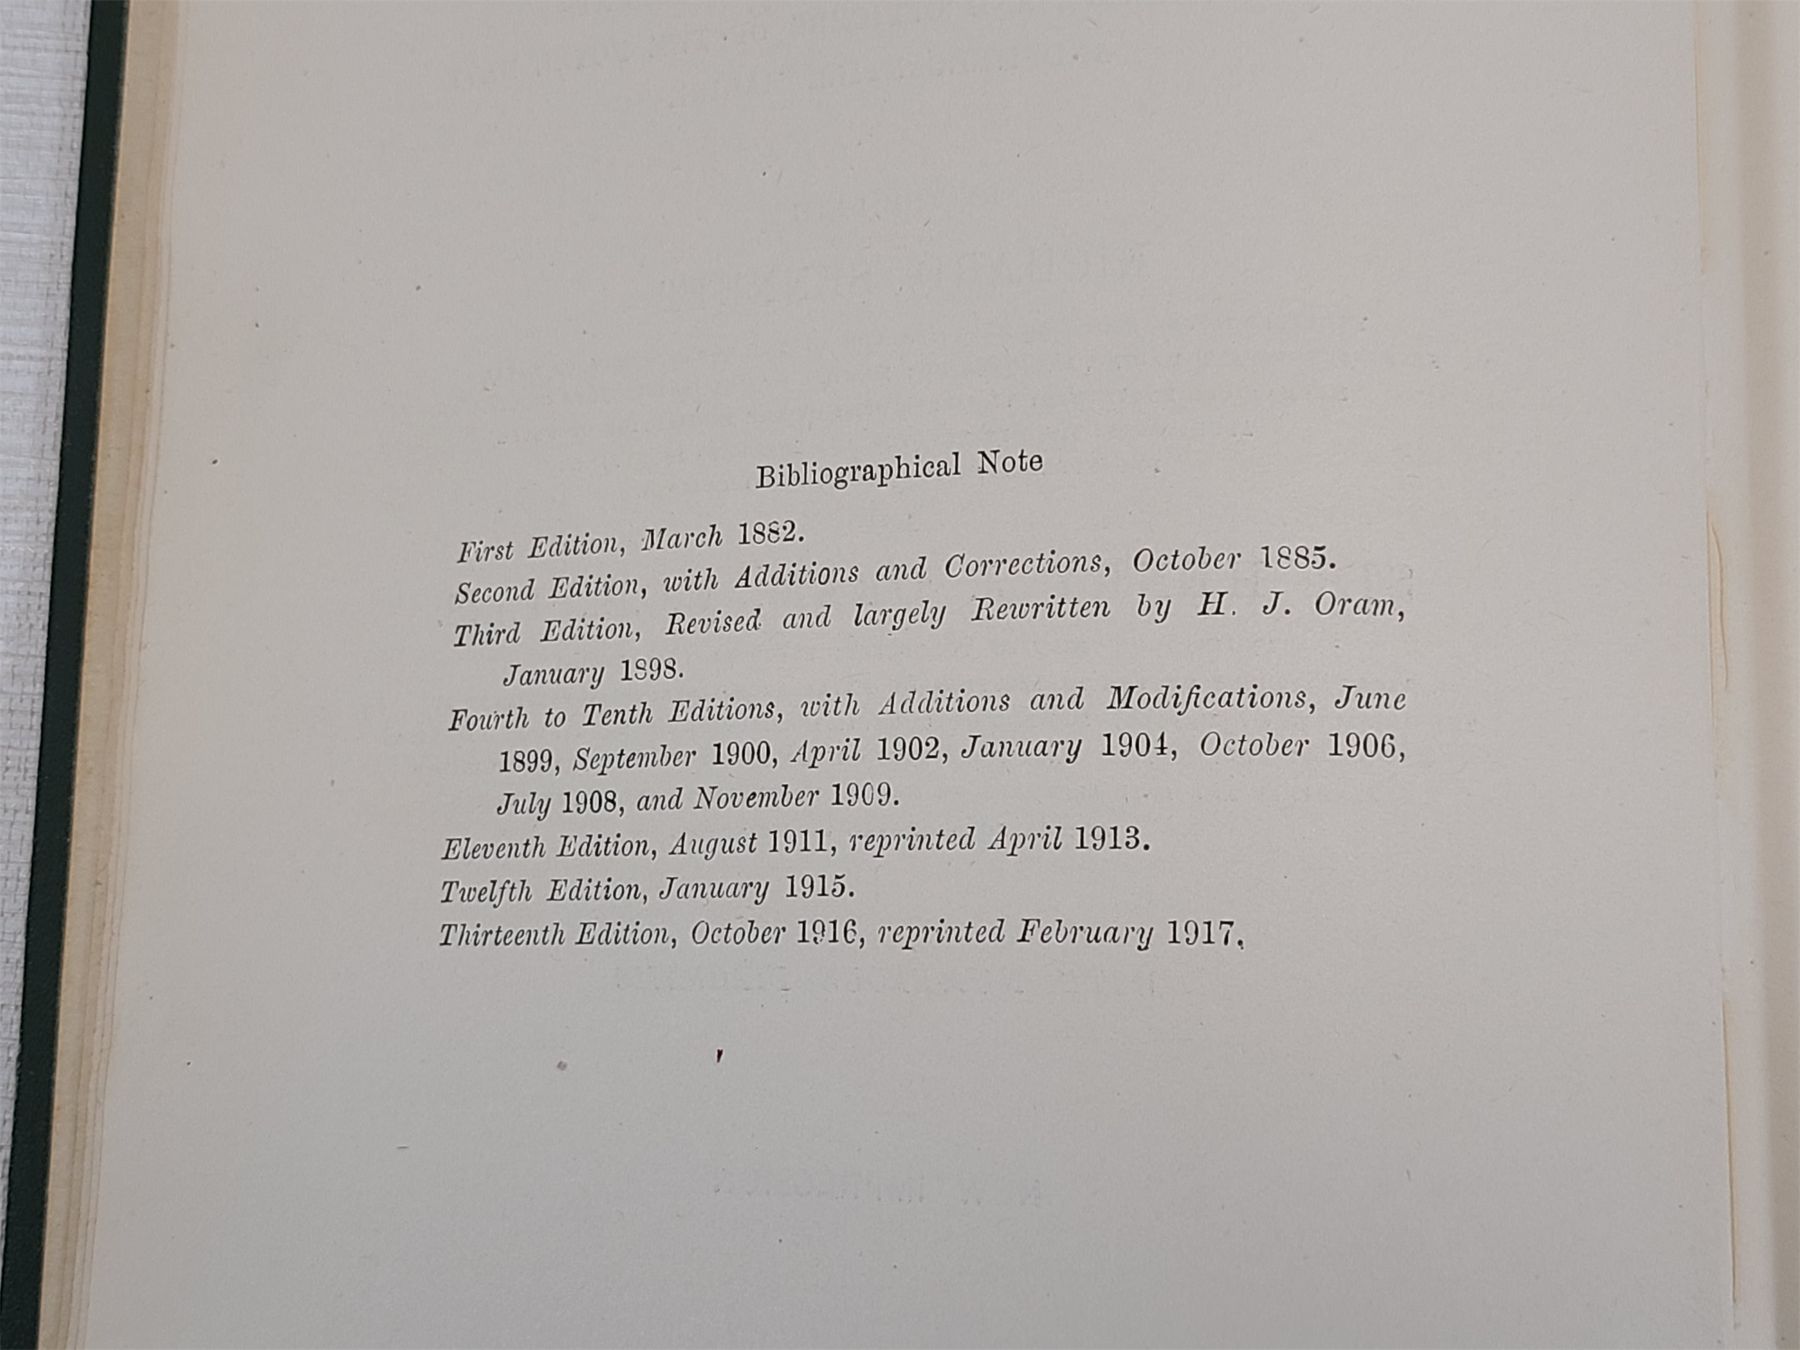 Bibliographical Note
First Edition, March 1882.
Second Edition, with Additions and Corrections, October 1885.
Third Edition, Revised and largely Rewritten by H. J. Oram,
January 1898.
Fourth to Tenth Editions, with Additions and Modifications, June
1899, September 1900, April 1902, January 1904, October 1906,
July 1908, and November 1909.
Eleventh Edition, August 1911, reprinted April 1913.
Twelfth Edition, January 1915.
Thirteenth Edition, October 1916, reprinted February 1917.